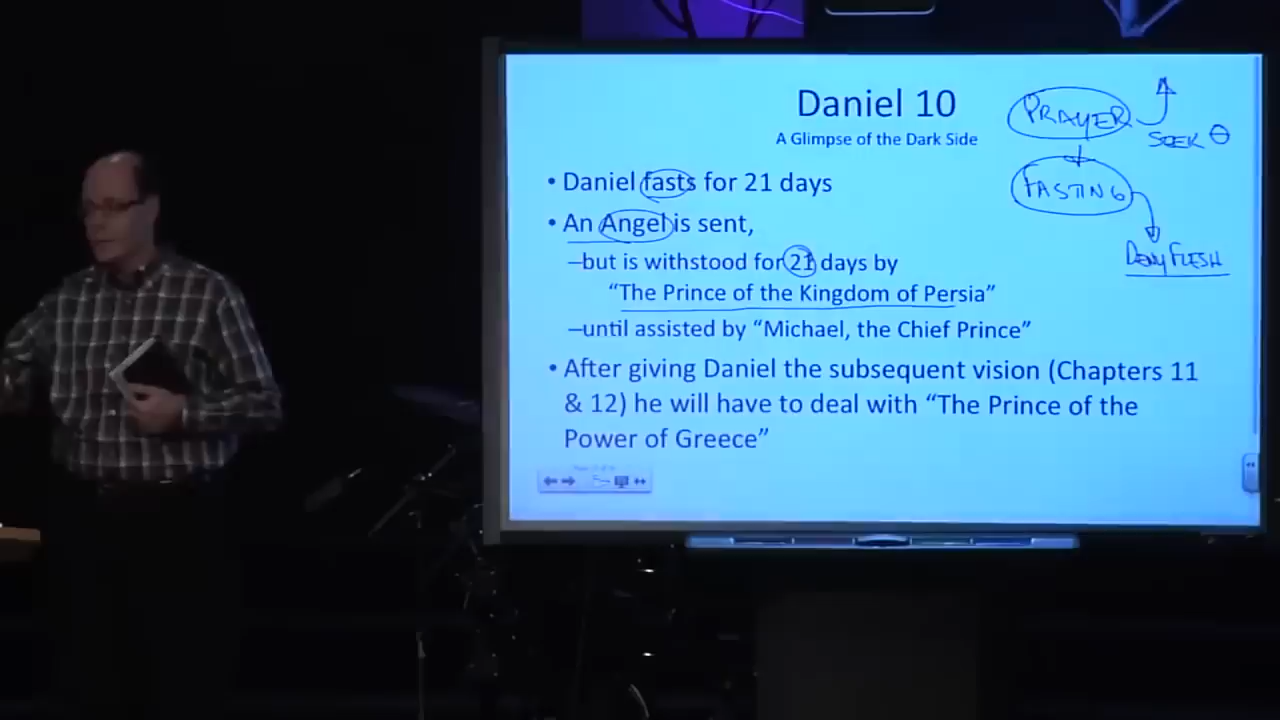 Daniel 10
A Glimpse of the Dark Side
• Daniel fasts for 21 days
• An Angel is sent,
–but is withstood for 21 days by
“The Prince of the Kingdom of Persia”
–until assisted by “Michael, the Chief Prince”
• After giving Daniel the subsequent vision (Chapters 11
& 12) he will have to deal with “The Prince of the
Power of Greece”
PRAYER
SEEK Θ
FASTING
DENY FLESH